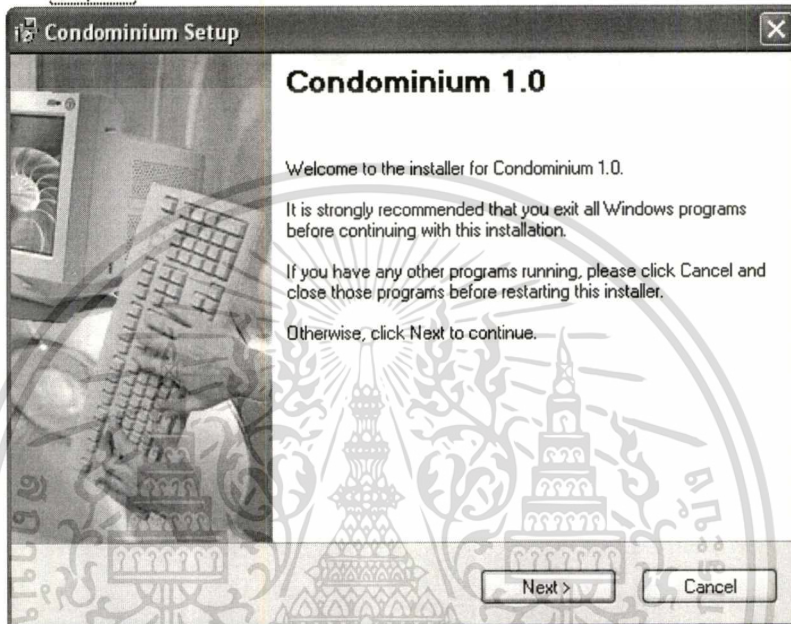 Condominium Setup
Condominium 1.0
Welcome to the installer for Condominium 1.0.
It is strongly recommended that you exit all Windows programs
before continuing with this installation.
If you have any other programs running, please click Cancel and
close those programs before restarting this installer.
Otherwise, click Next to continue.
Next >
Cancel